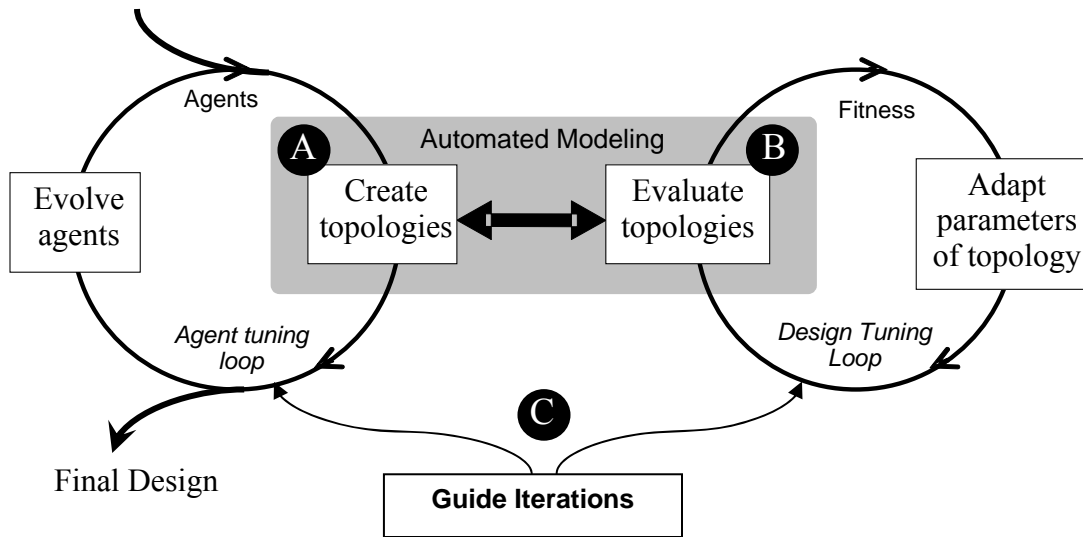 Agents
Fitness
Automated Modeling
A
B
Evolve
agents
Create
topologies
Evaluate
topologies
Adapt
parameters
of topology
Agent tuning
loop
Design Tuning
Loop
C
Final Design
Guide Iterations